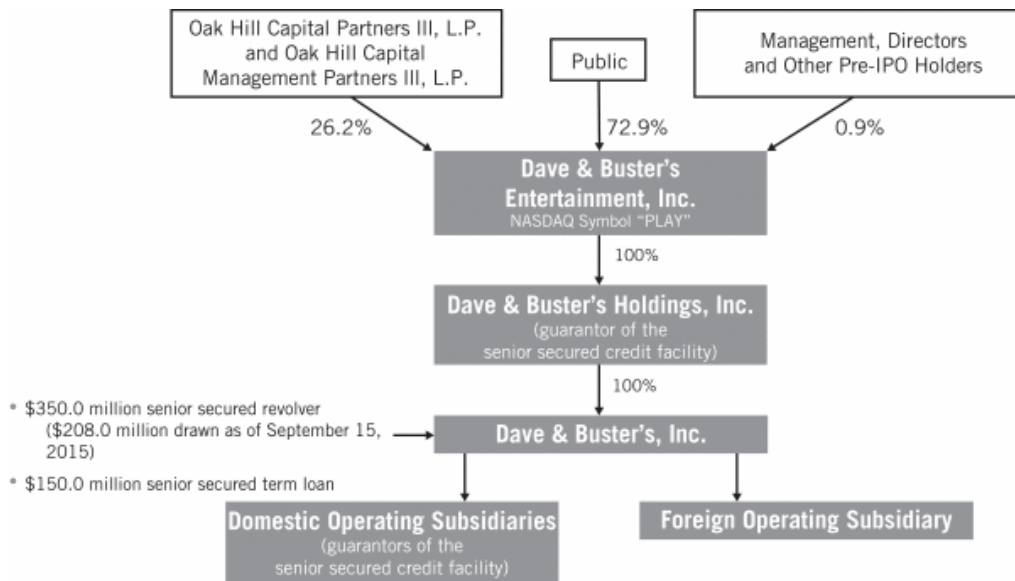 Oak Hill Capital Partners III, L.P.
and Oak Hill Capital
Management Partners III, L.P.
Public
Management, Directors
and Other Pre-IPO Holders
26.2%
72.9%
0.9%
Dave & Buster’s
Entertainment, Inc.
NASDAQ Symbol “PLAY”
100%
Dave & Buster’s Holdings, Inc.
(guarantor of the
senior secured credit facility)
100%
• $350.0 million senior secured revolver
($208.0 million drawn as of September 15,
2015)
• $150.0 million senior secured term loan
Dave & Buster’s, Inc.
Domestic Operating Subsidiaries
(guarantors of the
senior secured credit facility)
Foreign Operating Subsidiary